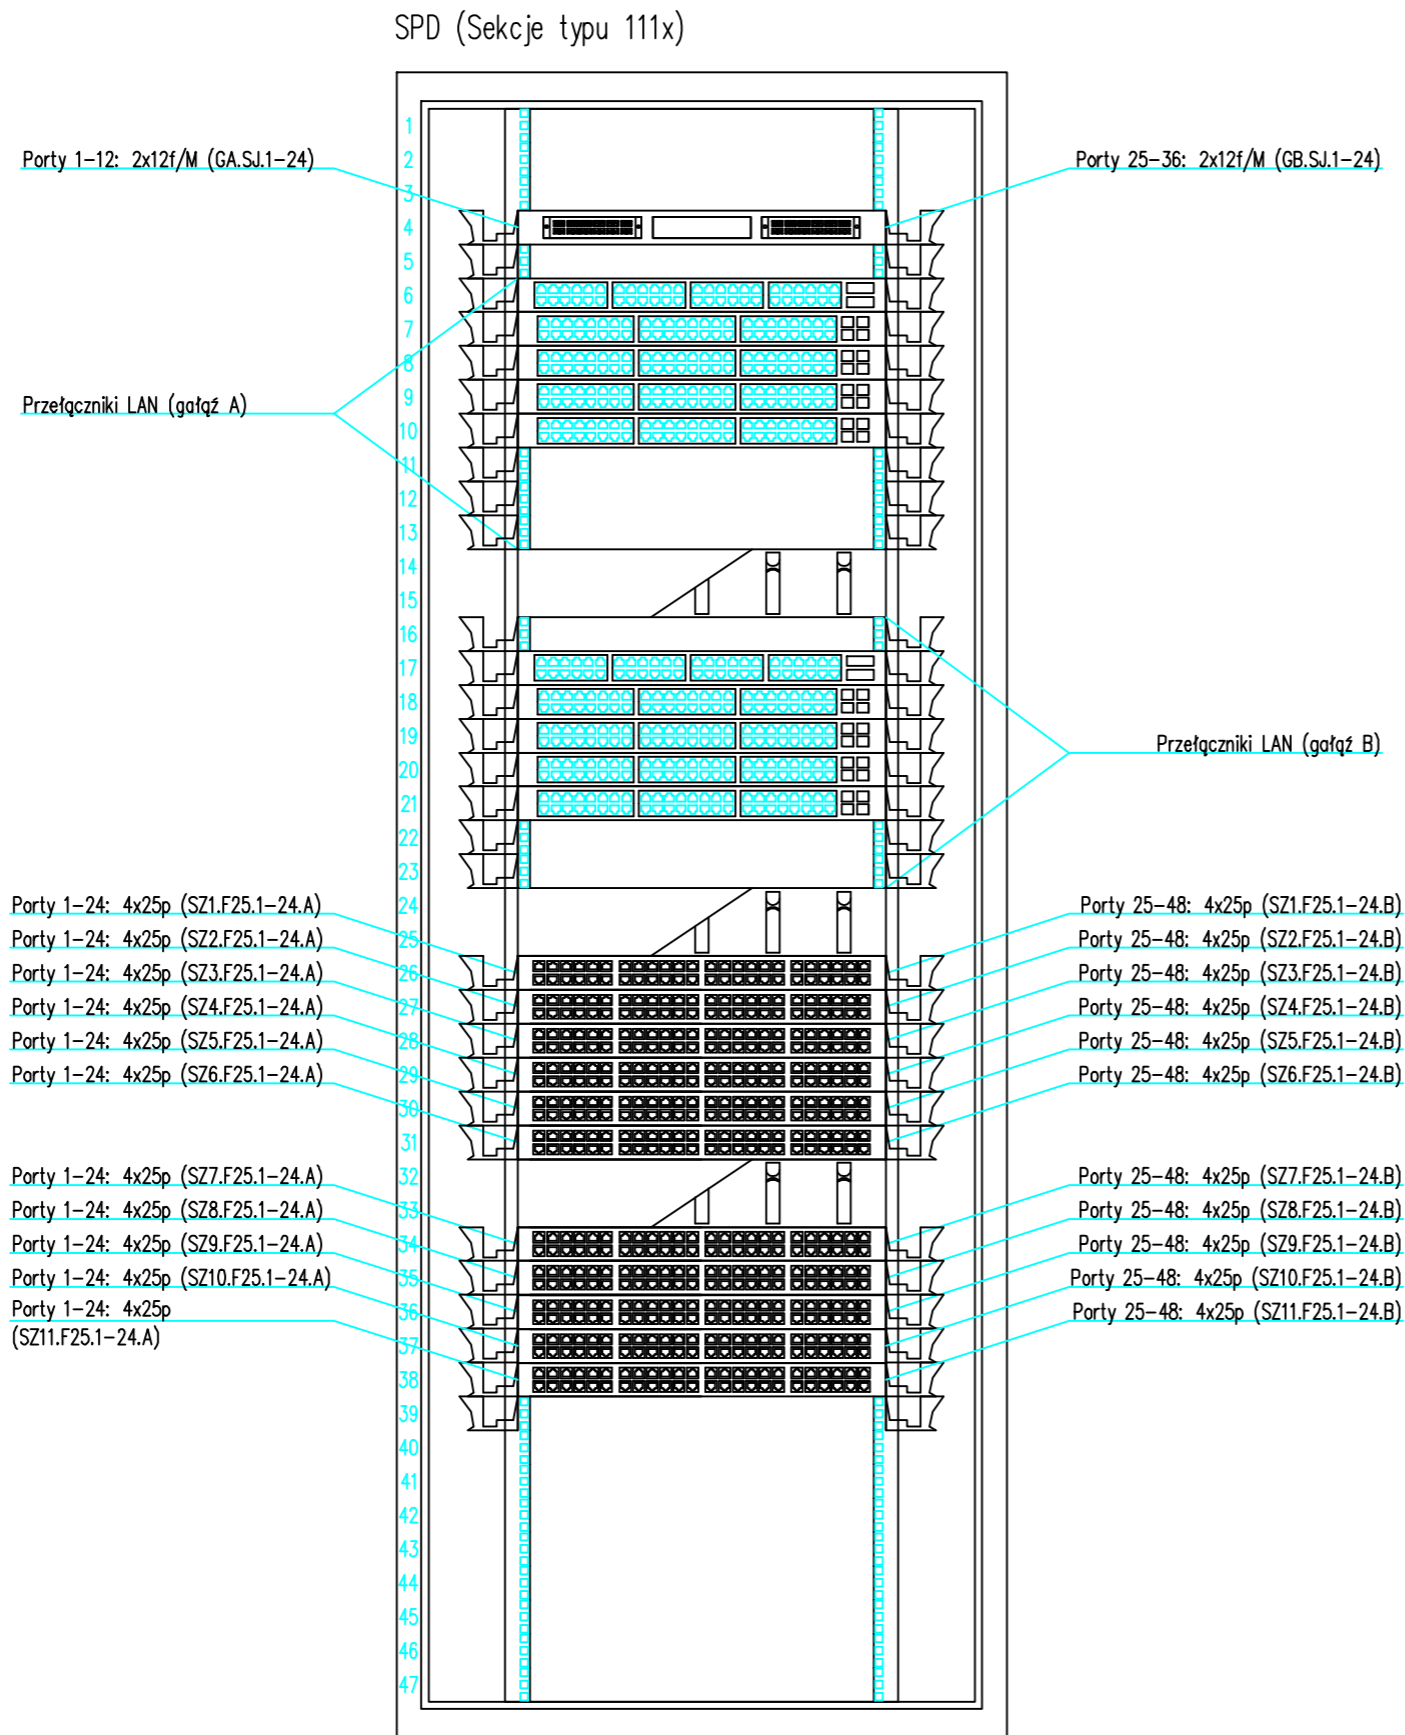 SPD (Sekcje typu 111x)
1
Porty 1-12: 2x12f/M (GA.SJ.1-24)
2
Porty 25-36: 2x12f/M (GB.SJ.1-24)
3
4
5
6
7
8
Przełączniki LAN (gałąź A)
9
10
11
12
13
14
15
16
17
18
19
Przełączniki LAN (gałąź B)
20
21
22
23
Porty 1-24: 4x25p (SZ1.F25.1-24.A)
24
Porty 25-48: 4x25p (SZ1.F25.1-24.B)
Porty 1-24: 4x25p (SZ2.F25.1-24.A)
25
Porty 25-48: 4x25p (SZ2.F25.1-24.B)
Porty 1-24: 4x25p (SZ3.F25.1-24.A)
26
Porty 25-48: 4x25p (SZ3.F25.1-24.B)
Porty 1-24: 4x25p (SZ4.F25.1-24.A)
27
Porty 25-48: 4x25p (SZ4.F25.1-24.B)
Porty 1-24: 4x25p (SZ5.F25.1-24.A)
28
Porty 25-48: 4x25p (SZ5.F25.1-24.B)
Porty 1-24: 4x25p (SZ6.F25.1-24.A)
29
Porty 25-48: 4x25p (SZ6.F25.1-24.B)
30
31
Porty 1-24: 4x25p (SZ7.F25.1-24.A)
32
Porty 25-48: 4x25p (SZ7.F25.1-24.B)
Porty 1-24: 4x25p (SZ8.F25.1-24.A)
33
Porty 25-48: 4x25p (SZ8.F25.1-24.B)
Porty 1-24: 4x25p (SZ9.F25.1-24.A)
34
Porty 25-48: 4x25p (SZ9.F25.1-24.B)
Porty 1-24: 4x25p (SZ10.F25.1-24.A)
35
Porty 25-48: 4x25p (SZ10.F25.1-24.B)
Porty 1-24: 4x25p
(SZ11.F25.1-24.A)
36
Porty 25-48: 4x25p (SZ11.F25.1-24.B)
37
38
39
40
41
42
43
44
45
46
47